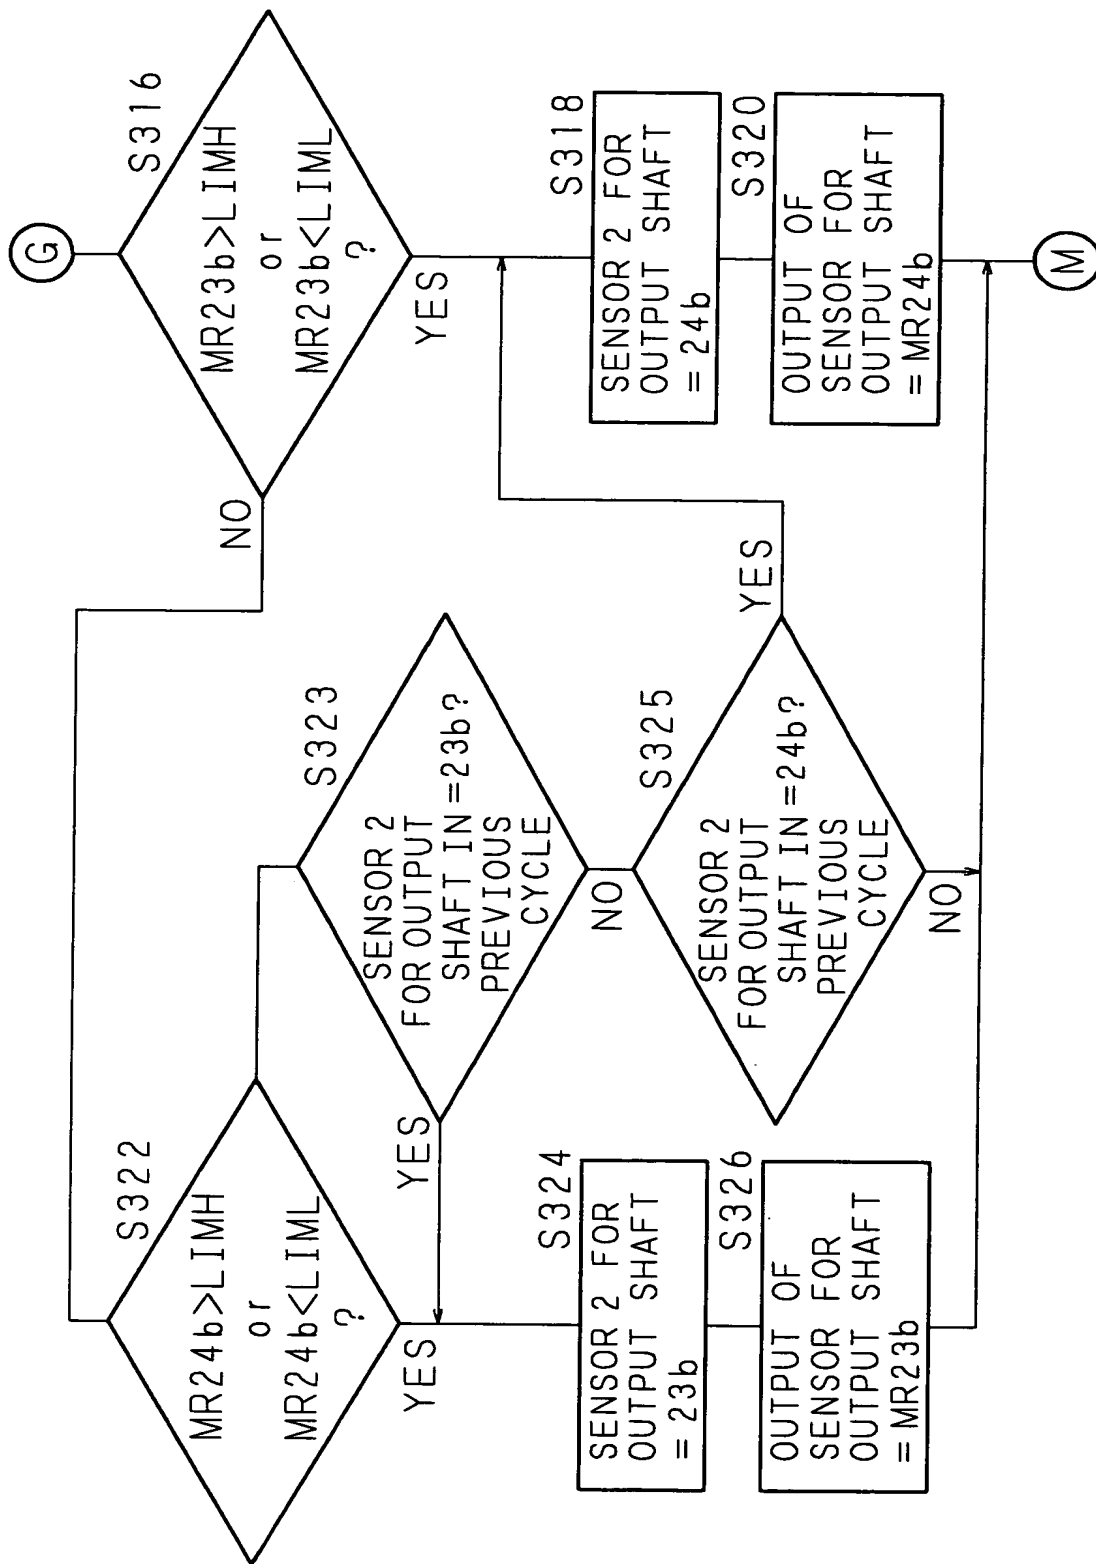 G
S316
MR23b>LIMH
or
MR23b<LIML
?
NO
YES
S318
SENSOR 2 FOR
OUTPUT SHAFT
= 24b
S320
OUTPUT OF
SENSOR FOR
OUTPUT SHAFT
= MR24b
M
S322
MR24b>LIMH
or
MR24b<LIML
?
YES
S323
SENSOR 2
FOR OUTPUT
SHAFT IN =23b?
PREVIOUS
CYCLE
YES
NO
S325
SENSOR 2
FOR OUTPUT
SHAFT IN =24b?
PREVIOUS
CYCLE
YES
NO
S324
SENSOR 2 FOR
OUTPUT SHAFT
= 23b
S326
OUTPUT OF
SENSOR FOR
OUTPUT SHAFT
= MR23b